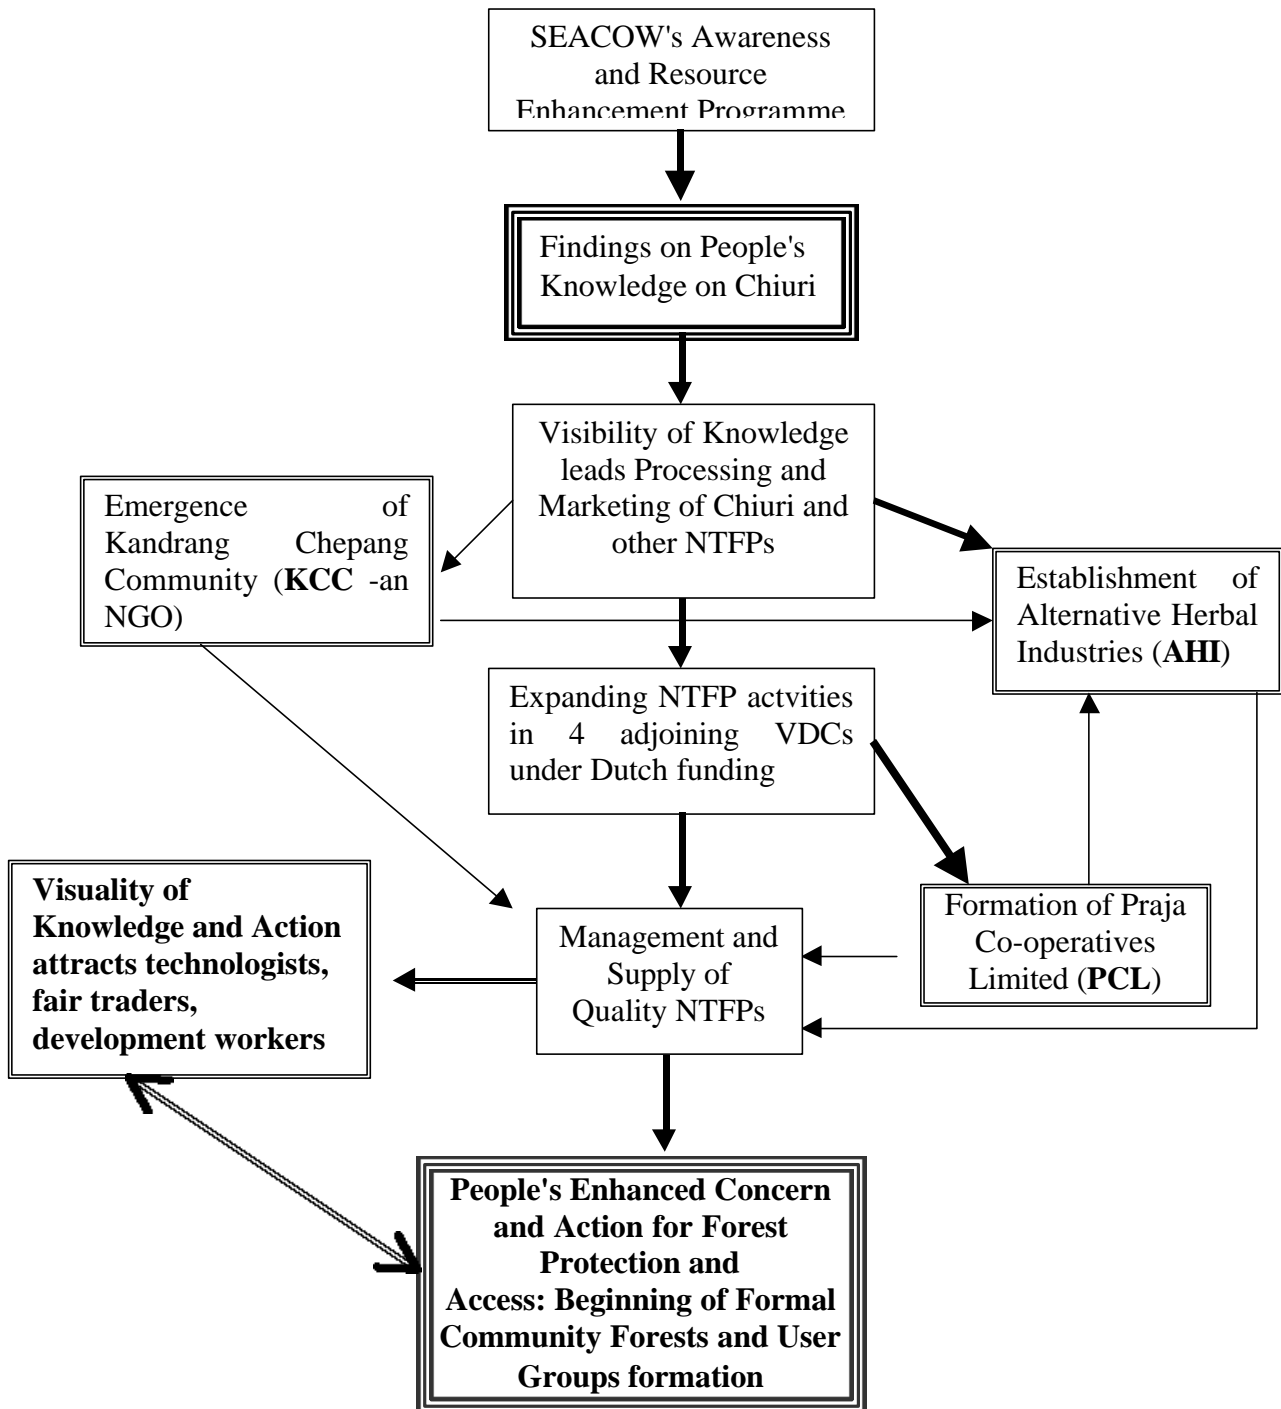 SEACOW's Awareness
and Resource
Enhancement Programme
Findings on People's
Knowledge on Chiuri
Visibility of Knowledge
leads Processing and
Marketing of Chiuri and
other NTFPs
Emergence of
Kandrang Chepang
Community (KCC -an
NGO)
Establishment of
Alternative Herbal
Industries (AHI)
Expanding NTFP actvities
in 4 adjoining VDCs
under Dutch funding
Visuality of
Knowledge and Action
attracts technologists,
fair traders,
development workers
Management and
Supply of
Quality NTFPs
Formation of Praja
Co-operatives
Limited (PCL)
People's Enhanced Concern
and Action for Forest
Protection and
Access: Beginning of Formal
Community Forests and User
Groups formation